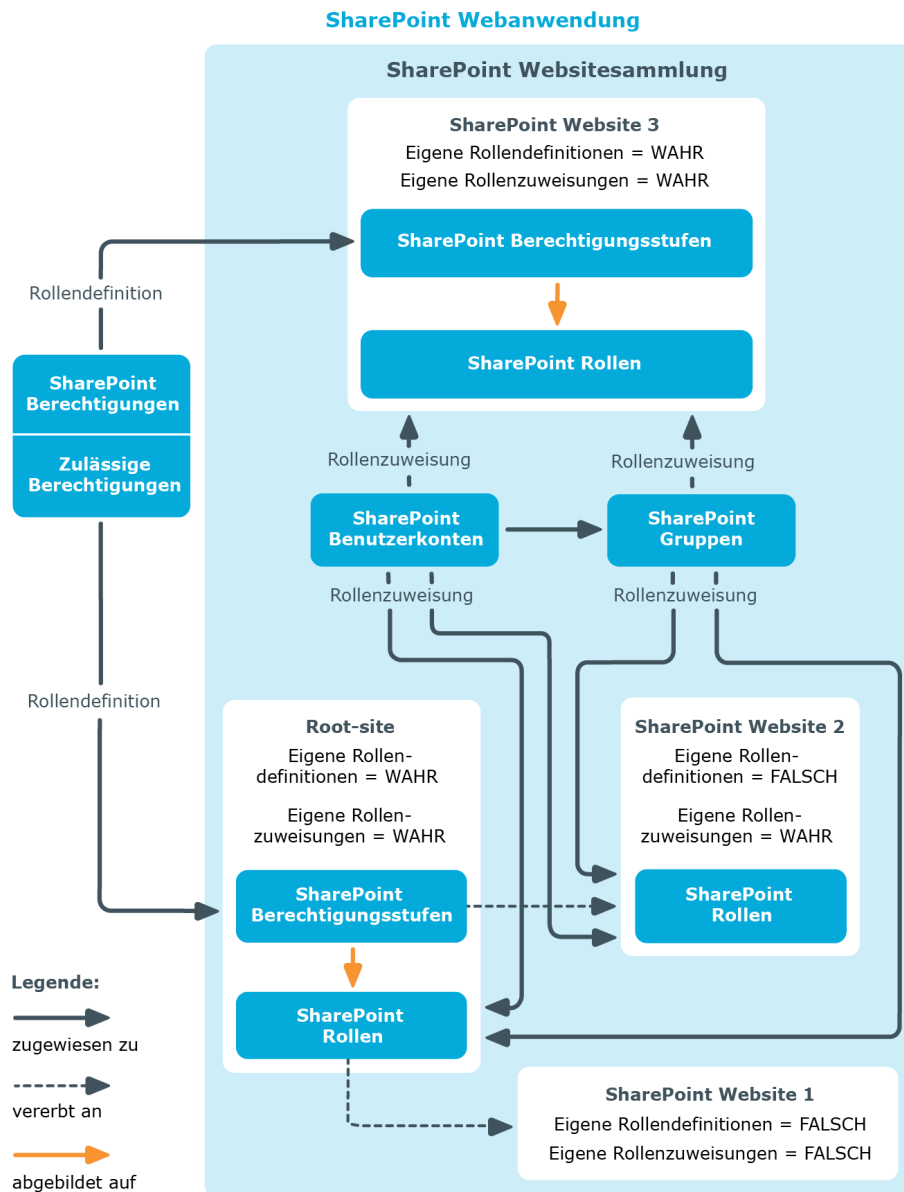 SharePoint Webanwendung
SharePoint Websitesammlung
SharePoint Website 3
Eigene Rollendefinitionen = WAHR
Eigene Rollenzuweisungen = WAHR
SharePoint Berechtigungsstufen
SharePoint Rollen
Rollendefinition
SharePoint
Berechtigungen
Zulässige
Berechtigungen
Rollenzuweisung
Rollenzuweisung
SharePoint
Benutzerkonten
SharePoint
Gruppen
Rollenzuweisung
Rollenzuweisung
Rollendefinition
Root-site
Eigene Rollen-
definitionen = WAHR
Eigene Rollen-
zuweisungen = WAHR
SharePoint
Berechtigungsstufen
SharePoint
Rollen
SharePoint Website 2
Eigene Rollen-
definitionen = FALSCH
Eigene Rollen-
zuweisungen = WAHR
SharePoint
Rollen
SharePoint Website 1
Eigene Rollendefinitionen = FALSCH
Eigene Rollenzuweisungen = FALSCH
Legende:
zugewiesen zu
vererbt an
abgebildet auf